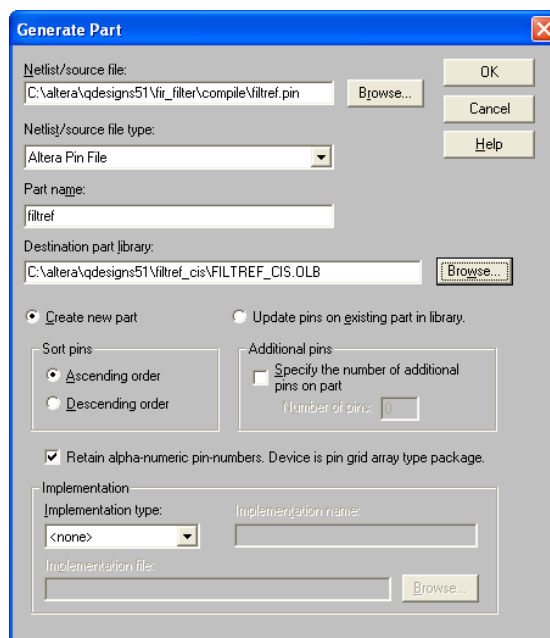 Generate Part
Netlist/source file:
C:\altera\qdesigns51\fir_filter\compile\filtref.pin
Browse...
OK
Cancel
Help
Netlist/source file type:
Altera Pin File
Part name:
filtref
Destination part library:
C:\altera\qdesigns51\filtref_cis\FILTREF_CIS.OLB
Browse...
Create new part
Update pins on existing part in library.
Sort pins
Ascending order
Descending order
Additional pins
Specify the number of additional
pins on part
Number of pins: 0
Retain alpha-numeric pin-numbers. Device is pin grid array type package.
Implementation
Implementation type:
<none>
Implementation name:
Implementation file:
Browse...